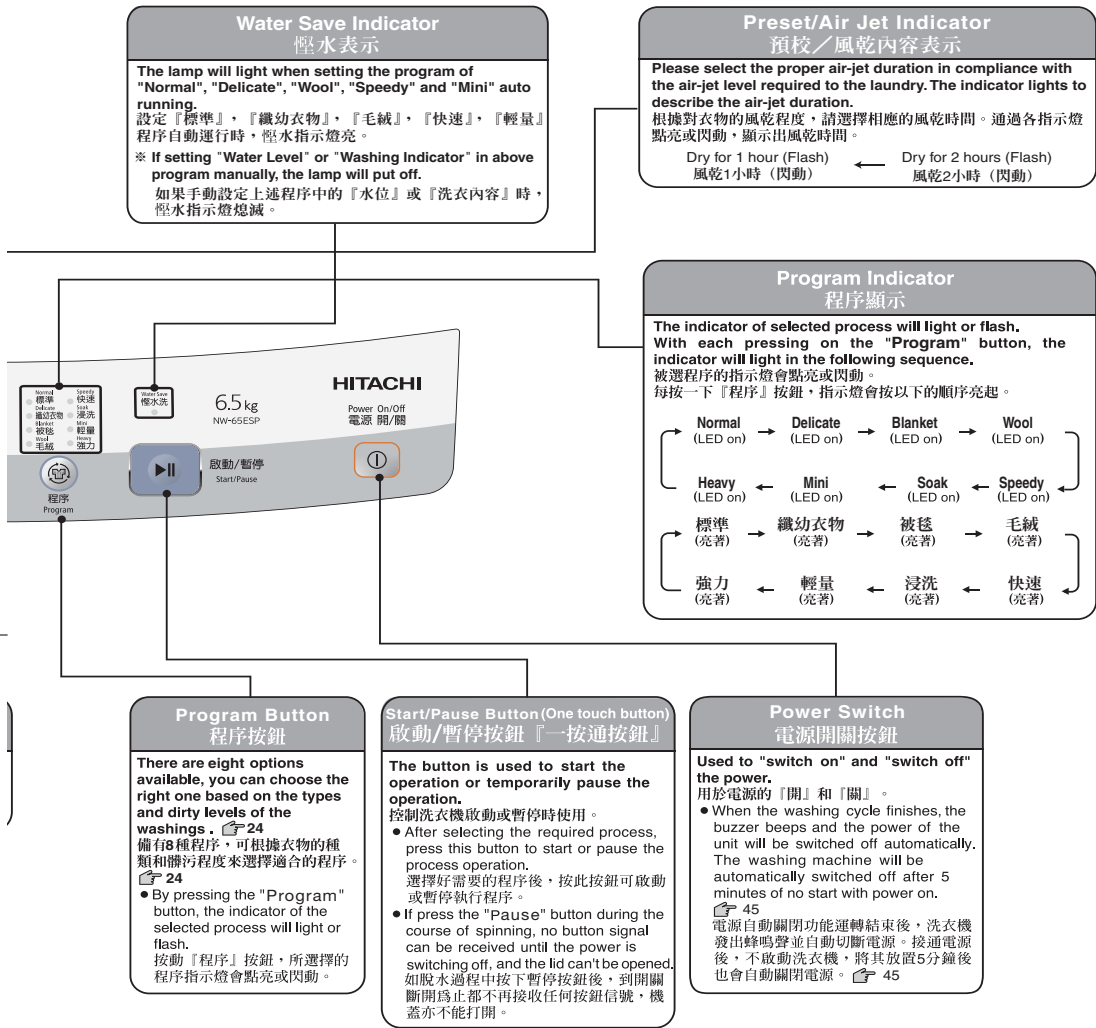 Water Save Indicator
慳水表示
The lamp will light when setting the program of
"Normal", "Delicate", "Wool", "Speedy" and "Mini" auto
running.
設定『標準』，『纖幼衣物』，『毛絨』，『快速』，『輕量』
程序自動運行時，慳水指示燈亮。
※ If setting "Water Level" or "Washing Indicator" in above
program manually, the lamp will put off.
如果手動設定上述程序中的『水位』或『洗衣內容』時，
慳水指示燈熄滅。
Preset/Air Jet Indicator
預校／風乾內容表示
Please select the proper air-jet duration in compliance with
the air-jet level required to the laundry. The indicator lights to
describe the air-jet duration.
根據對衣物的風乾程度，請選擇相應的風乾時間。通過各指示燈
點亮或閃動，顯示出風乾時間。
Dry for 1 hour (Flash) ← Dry for 2 hours (Flash)
風乾1小時（閃動） 風乾2小時（閃動）
Program Indicator
程序顯示
The indicator of selected process will light or flash.
With each pressing on the "Program" button, the
indicator will light in the following sequence.
被選程序的指示燈會點亮或閃動。
每按一下『程序』按鈕，指示燈會按以下的順序亮起。
Normal → Delicate → Blanket → Wool
(LED on) (LED on) (LED on) (LED on)
Heavy ← Mini ← Soak ← Speedy
(LED on) (LED on) (LED on) (LED on)
標準 → 纖幼衣物 → 被毯 → 毛絨
(亮著) (亮著) (亮著) (亮著)
強力 ← 輕量 ← 浸洗 ← 快速
(亮著) (亮著) (亮著) (亮著)
Normal Speedy
標準 快速
Delicate Soak
纖幼衣物 浸洗
Blanket Mini
被毯 輕量
Wool Heavy
毛絨 強力
程序
Program
Water Save
慳水洗
6.5 kg
NW-65ESP
啟動/暫停
Start/Pause
HITACHI
Power On/Off
電源 開/關
Program Button
程序按鈕
There are eight options
available, you can choose the
right one based on the types
and dirty levels of the
washings . 24
備有8種程序，可根據衣物的種
類和髒污程度來選擇適合的程序。
24
● By pressing the "Program"
button, the indicator of the
selected process will light or
flash.
按動『程序』按鈕，所選擇的
程序指示燈會點亮或閃動。
Start/Pause Button (One touch button)
啟動/暫停按鈕『一按通按鈕』
The button is used to start the
operation or temporarily pause the
operation.
控制洗衣機啟動或暫停時使用。
● After selecting the required process,
press this button to start or pause the
process operation.
選擇好需要的程序後，按此按鈕可啟動
或暫停執行程序。
● If press the "Pause" button during the
course of spinning, no button signal
can be received until the power is
switching off, and the lid can't be opened.
如脫水過程中按下暫停按鈕後，到開關
斷開爲止都不再接收任何按鈕信號，機
蓋亦不能打開。
Power Switch
電源開關按鈕
Used to "switch on" and "switch off"
the power.
用於電源的『開』和『關』。
● When the washing cycle finishes, the
buzzer beeps and the power of the
unit will be switched off automatically.
The washing machine will be
automatically switched off after 5
minutes of no start with power on.
45
電源自動關閉功能運轉結束後，洗衣機
發出蜂鳴聲並自動切斷電源。接通電源
後，不啟動洗衣機，將其放置5分鐘後
也會自動關閉電源。 45